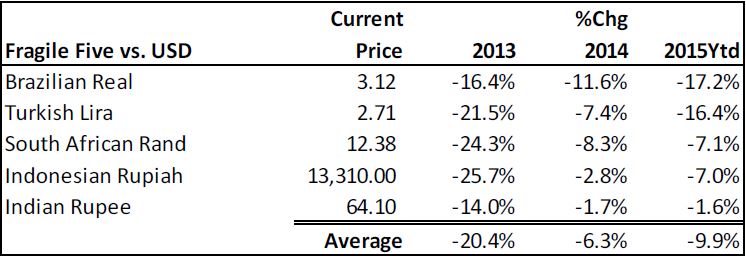 Current %Chg
Fragile Five vs. USD Price 2013 2014 2015Ytd
Brazilian Real 3.12 -16.4% -11.6% -17.2%
Turkish Lira 2.71 -21.5% -7.4% -16.4%
South African Rand 12.38 -24.3% -8.3% -7.1%
Indonesian Rupiah 13,310.00 -25.7% -2.8% -7.0%
Indian Rupee 64.10 -14.0% -1.7% -1.6%
Average -20.4% -6.3% -9.9%